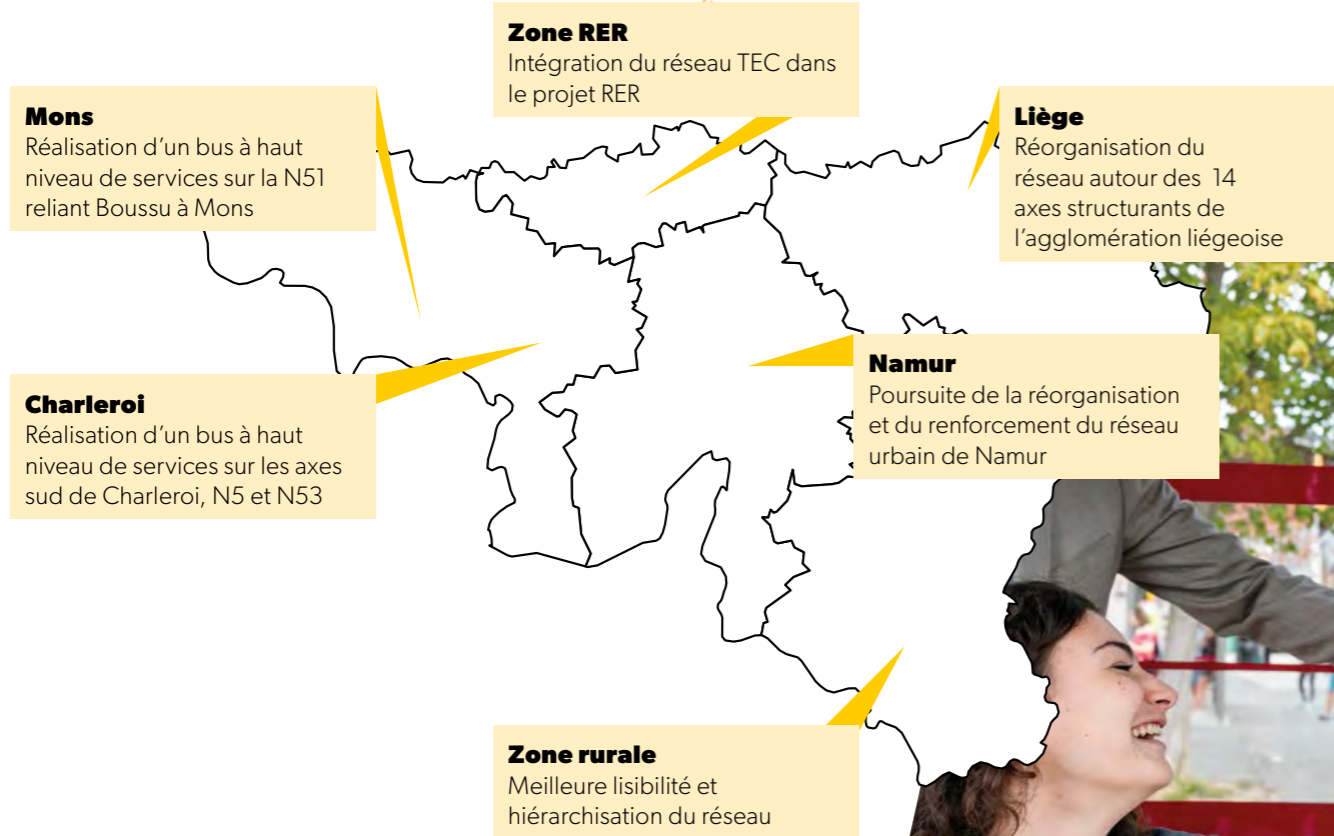 Zone RER
Intégration du réseau TEC dans
le projet RER
Mons
Réalisation d'un bus à haut
niveau de services sur la N51
reliant Boussu à Mons
Liège
Réorganisation du
réseau autour des 14
axes structurants de
l'agglomération liégeoise
Charleroi
Réalisation d'un bus à haut
niveau de services sur les axes
sud de Charleroi, N5 et N53
Namur
Poursuite de la réorganisation
et du renforcement du réseau
urbain de Namur
Zone rurale
Meilleure lisibilité et
hiérarchisation du réseau